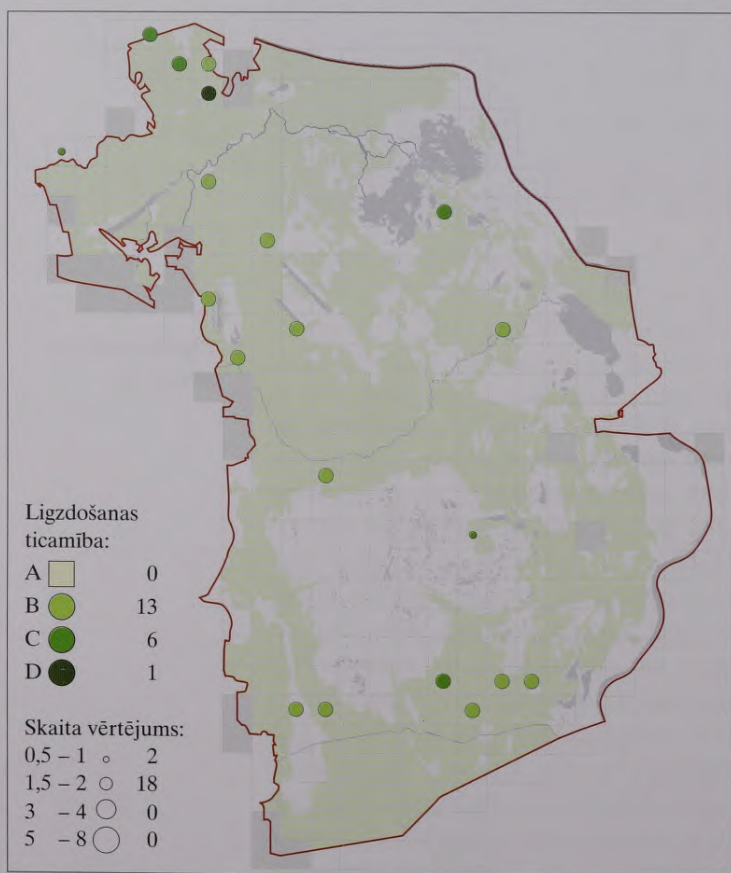 Ligzdošanas
ticamība:
A 0
B 13
C 6
D 1
Skaita vērtējums:
0,5 – 1 2
1,5 – 2 18
3 – 4 0
5 – 8 0